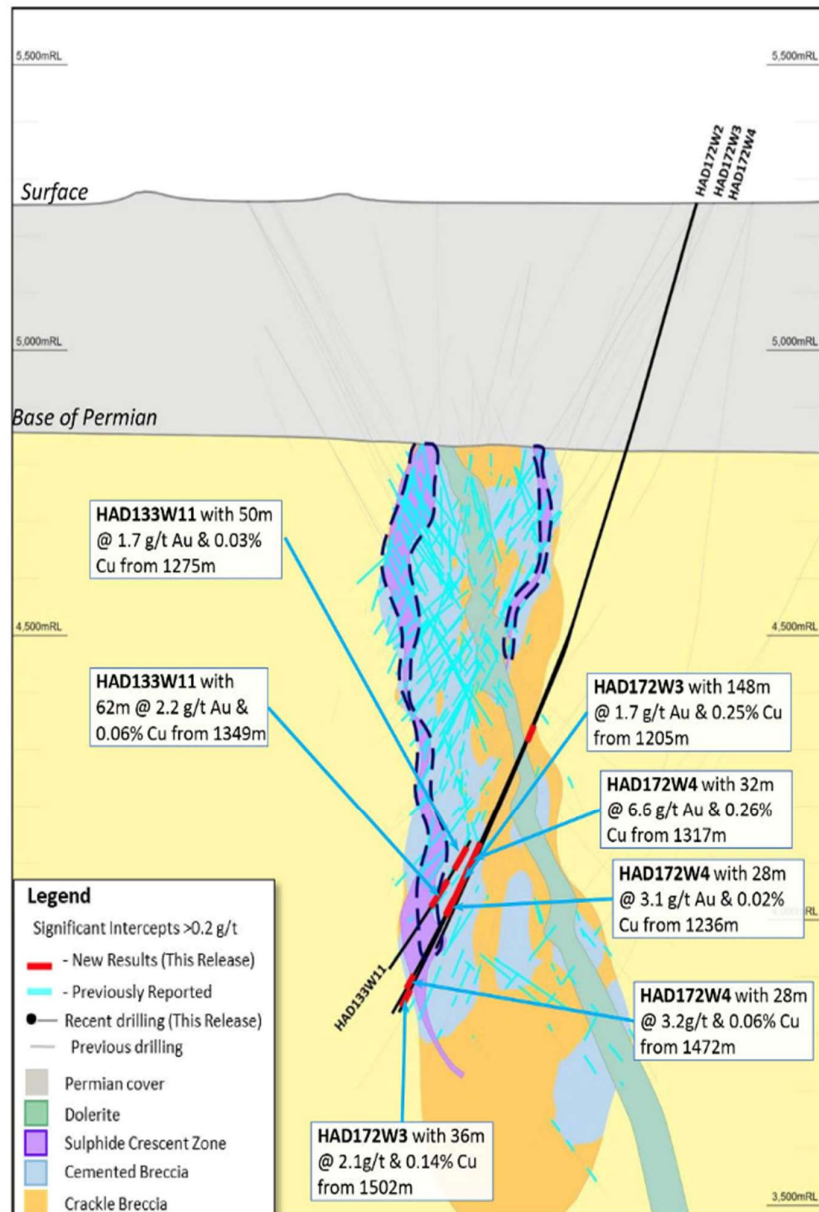 5,500mRL
5,500mRL
HAD172W2
HAD172W3
HAD172W4
Surface
5,000mRL
5,000mRL
Base of Permian
HAD133W11 with 50m
@ 1.7 g/t Au & 0.03%
Cu from 1275m
4,500mRL
4,500mRL
HAD133W11 with
62m @ 2.2 g/t Au &
0.06% Cu from 1349m
HAD172W3 with 148m
@ 1.7 g/t Au & 0.25% Cu
from 1205m
HAD172W4 with 32m
@ 6.6 g/t Au & 0.26%
Cu from 1317m
HAD172W4 with 28m
@ 3.1 g/t Au & 0.02%
Cu from 1236m
HAD133W11
HAD172W4 with 28m
@ 3.2g/t & 0.06% Cu
from 1472m
HAD172W3 with 36m
@ 2.1g/t & 0.14% Cu
from 1502m
3,500mRL
Legend
Significant Intercepts >0.2 g/t
- New Results (This Release)
- Previously Reported
Recent drilling (This Release)
Previous drilling
Permian cover
Dolerite
Sulphide Crescent Zone
Cemented Breccia
Crackle Breccia